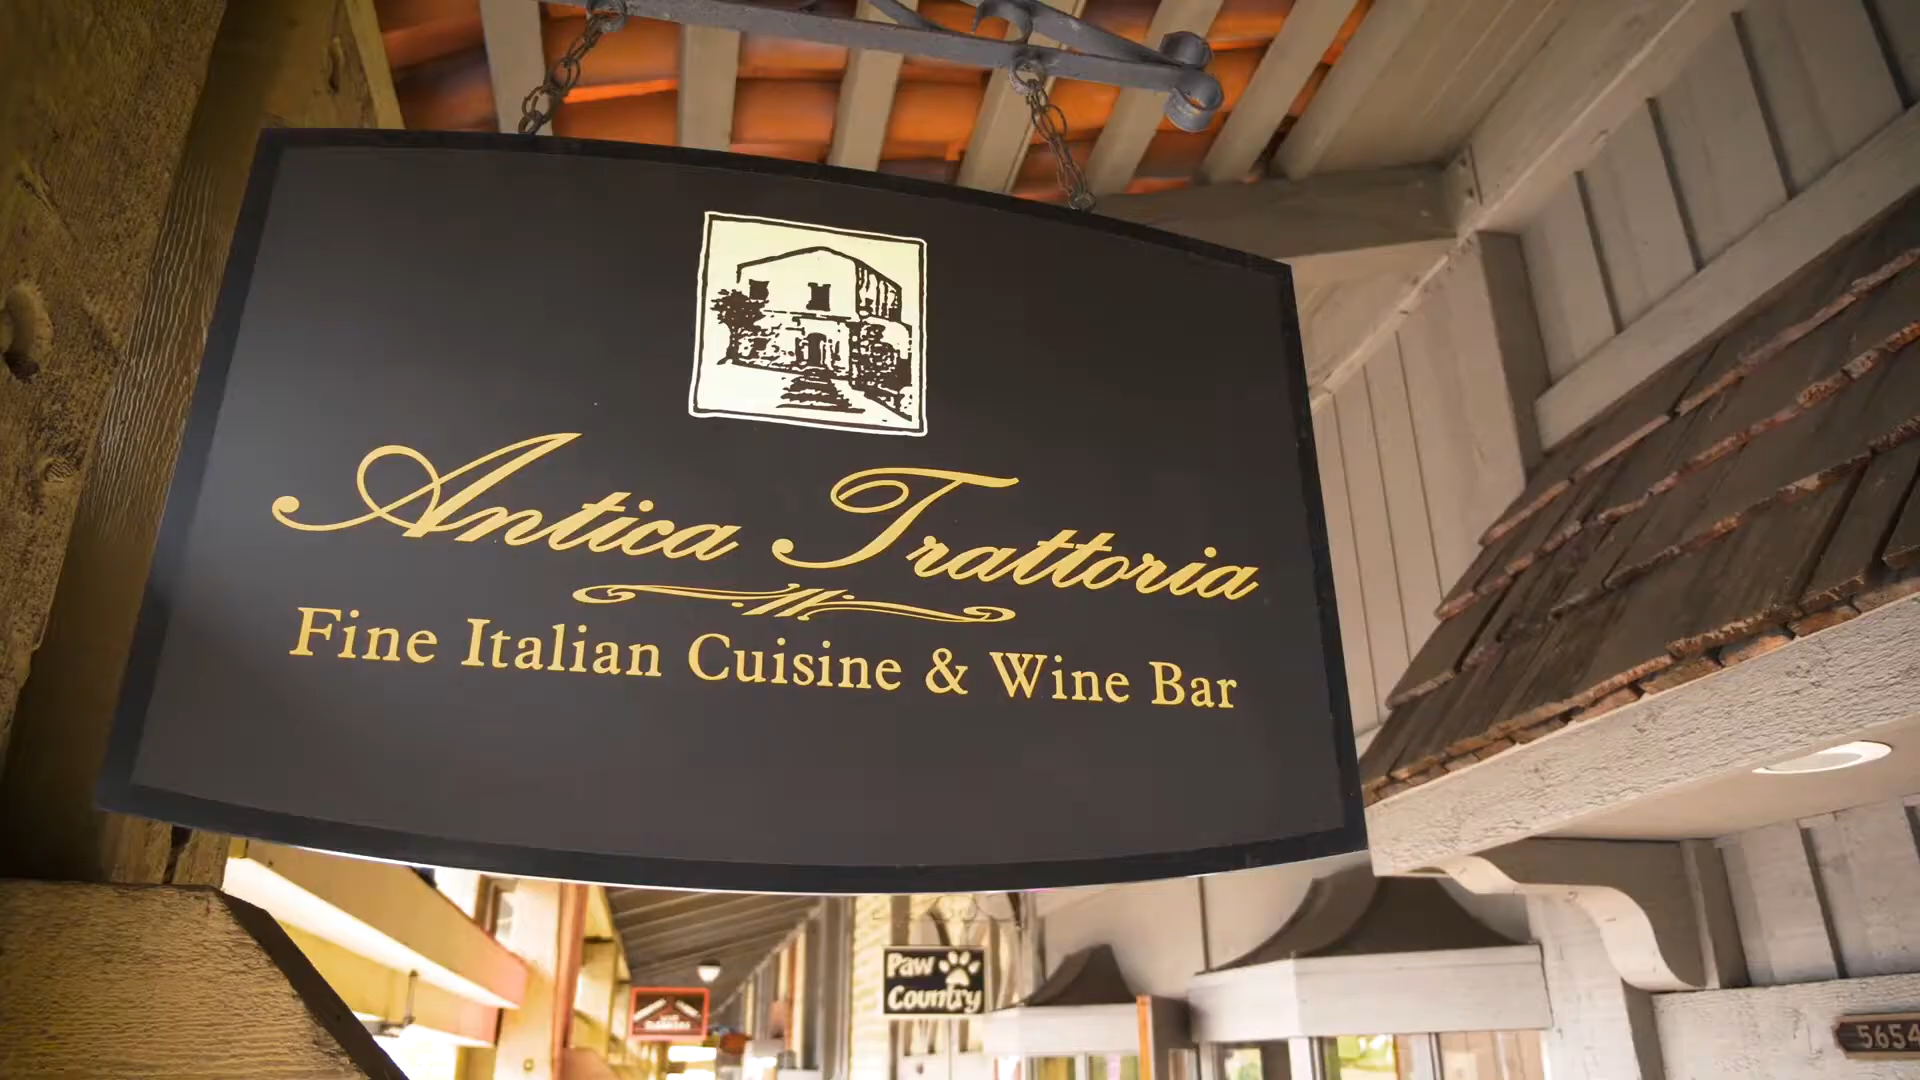 Antica Trattoria
Fine Italian Cuisine & Wine Bar
Paw
Country
5654